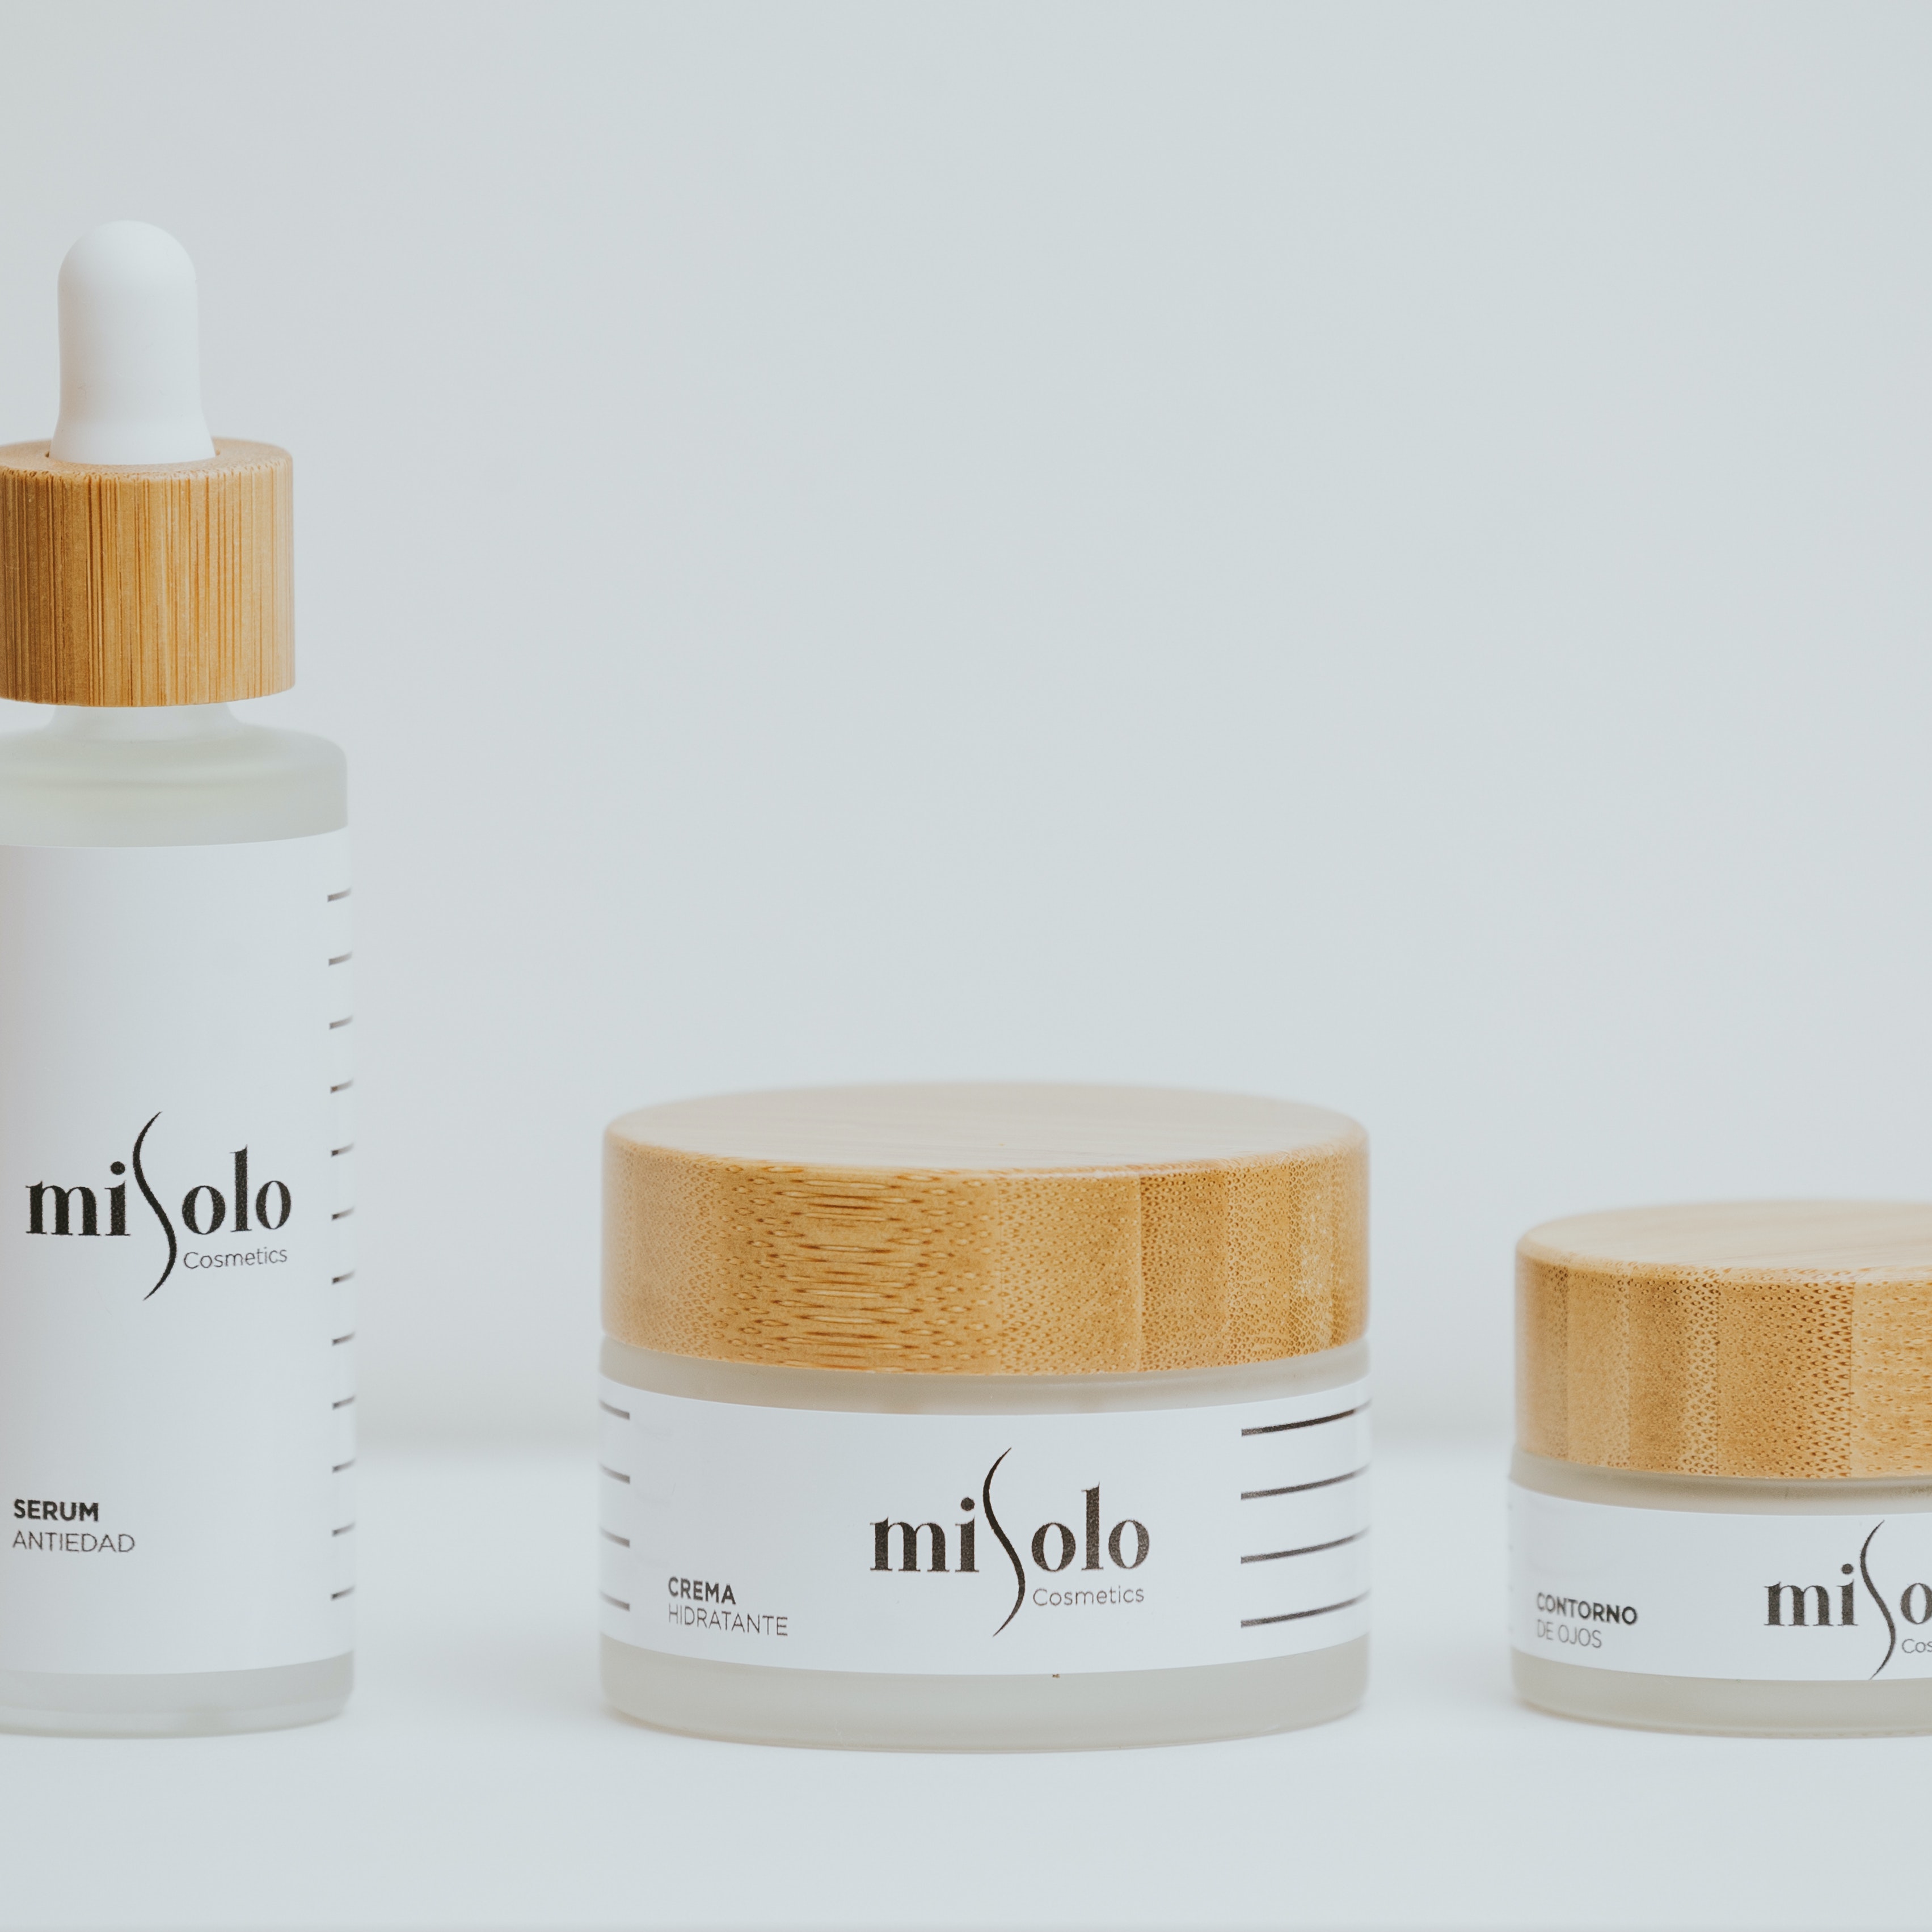 miSolo
Cosmetics
SERUM
ANTIEDAD
miSolo
Cosmetics
CREMA
HIDRATANTE
CONTORNO
DE OJOS